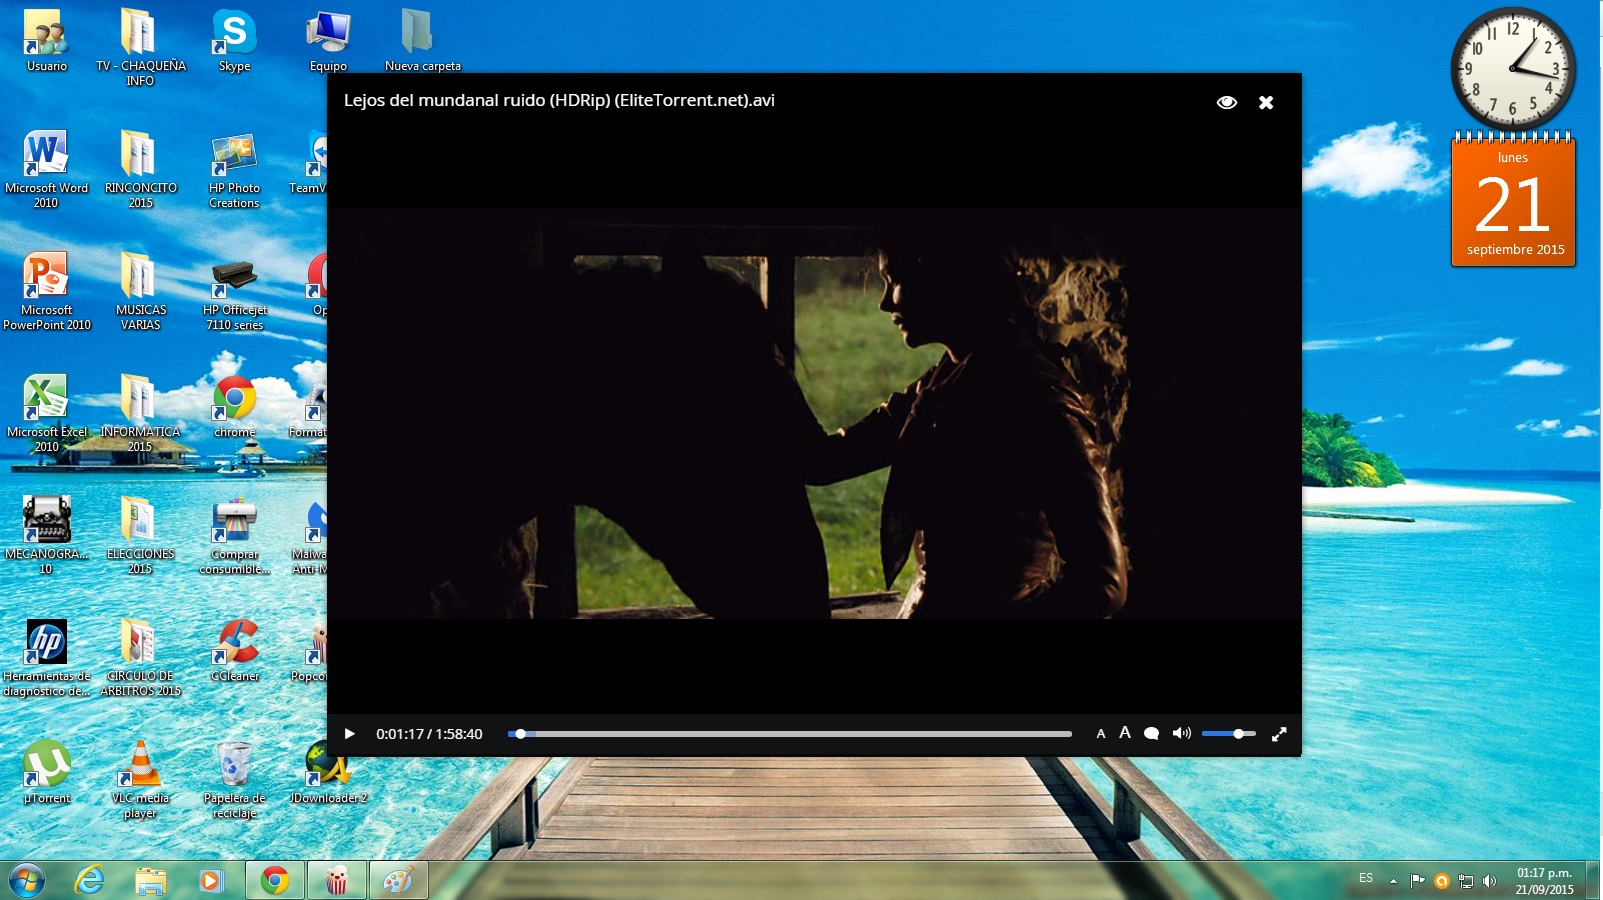 Usuario
TV - CHAQUEÑA
INFO
Skype
Equipo
Nueva carpeta
Microsoft Word
2010
RINCONCITO
2015
HP Photo
Creations
TeamV
Microsoft
PowerPoint 2010
MUSICAS
VARIAS
HP Officejet
7110 series
Op
Microsoft Excel
2010
INFORMATICA
2015
chrome
Format
MECANOGRA...
10
ELECCIONES
2015
Comprar
consumible...
Malwa
Anti-M
Herramientas de
diagnóstico de...
CIRCULO DE
ARBITROS 2015
CCleaner
Popco
µTorrent
VLC media
player
Papelera de
reciclaje
JDownloader 2
Lejos del mundanal ruido (HDRip) (EliteTorrent.net).avi
0:01:17 / 1:58:40
A A
12
1
2
3
4
5
6
7
8
9
10
11
lunes
21
septiembre 2015
ES
01:17 p.m.
21/09/2015